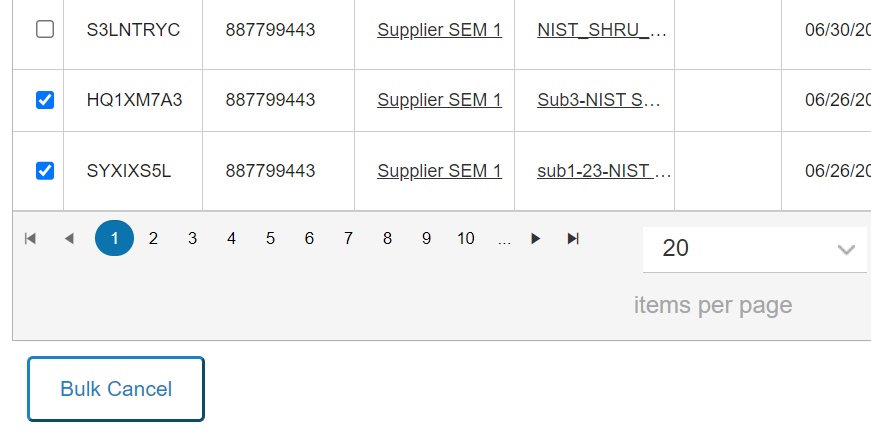 S3LNTRYC 887799443 Supplier SEM 1 NIST_SHRU_... 06/30/20
HQ1XM7A3 887799443 Supplier SEM 1 Sub3-NIST S... 06/26/20
SYXIXS5L 887799443 Supplier SEM 1 sub1-23-NIST ... 06/26/20
1 2 3 4 5 6 7 8 9 10 ... 20
items per page
Bulk Cancel